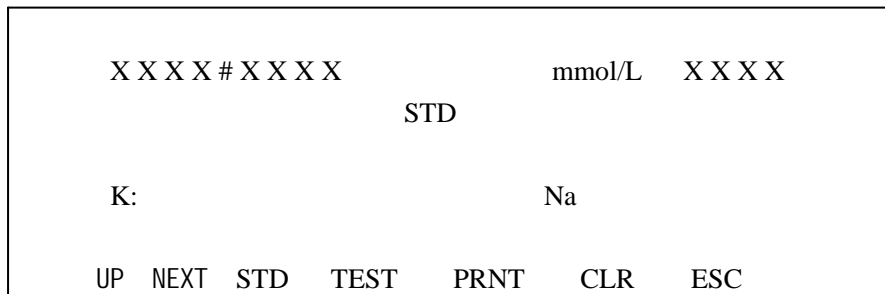 X X X X # X X X X mmol/L X X X X
STD
K: Na
UP NEXT STD TEST PRNT CLR ESC